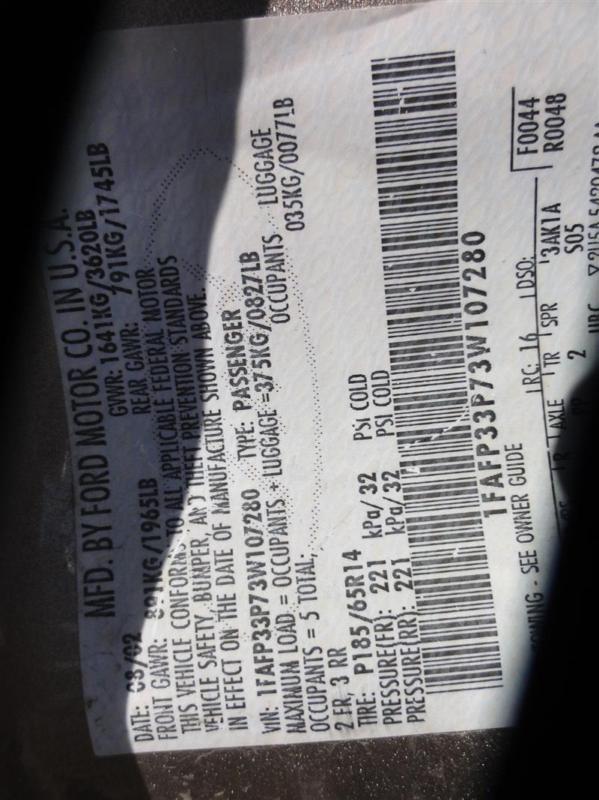 MFD. BY FORD MOTOR CO. IN U.S.A.
DATE: 08/02 GVWR: 1641KG/3620LB
FRONT GAWR: 891KG/1965LB REAR GAWR: 791KG/1745LB
THIS VEHICLE CONFORMS TO ALL APPLICABLE FEDERAL MOTOR
VEHICLE SAFETY, BUMPER, AND THEFT PREVENTION STANDARDS
IN EFFECT ON THE DATE OF MANUFACTURE SHOWN ABOVE
VIN: 1FAFP33P73W107280 TYPE: PASSENGER
MAXIMUM LOAD = OCCUPANTS + LUGGAGE =375KG/0827LB
OCCUPANTS = 5 TOTAL, OCCUPANTS LUGGAGE
2 FR, 3 RR 035KG/0077LB
TIRE: P185/65R14
PRESSURE(FR): 221 kPa/32 PSI COLD
PRESSURE(RR): 221 kPa/32 PSI COLD
1FAFP33P73W107280
F0044
R0048
- SEE OWNER GUIDE RC: 16 DSO:
R AXLE TR SPR 3AK1A
2 S05